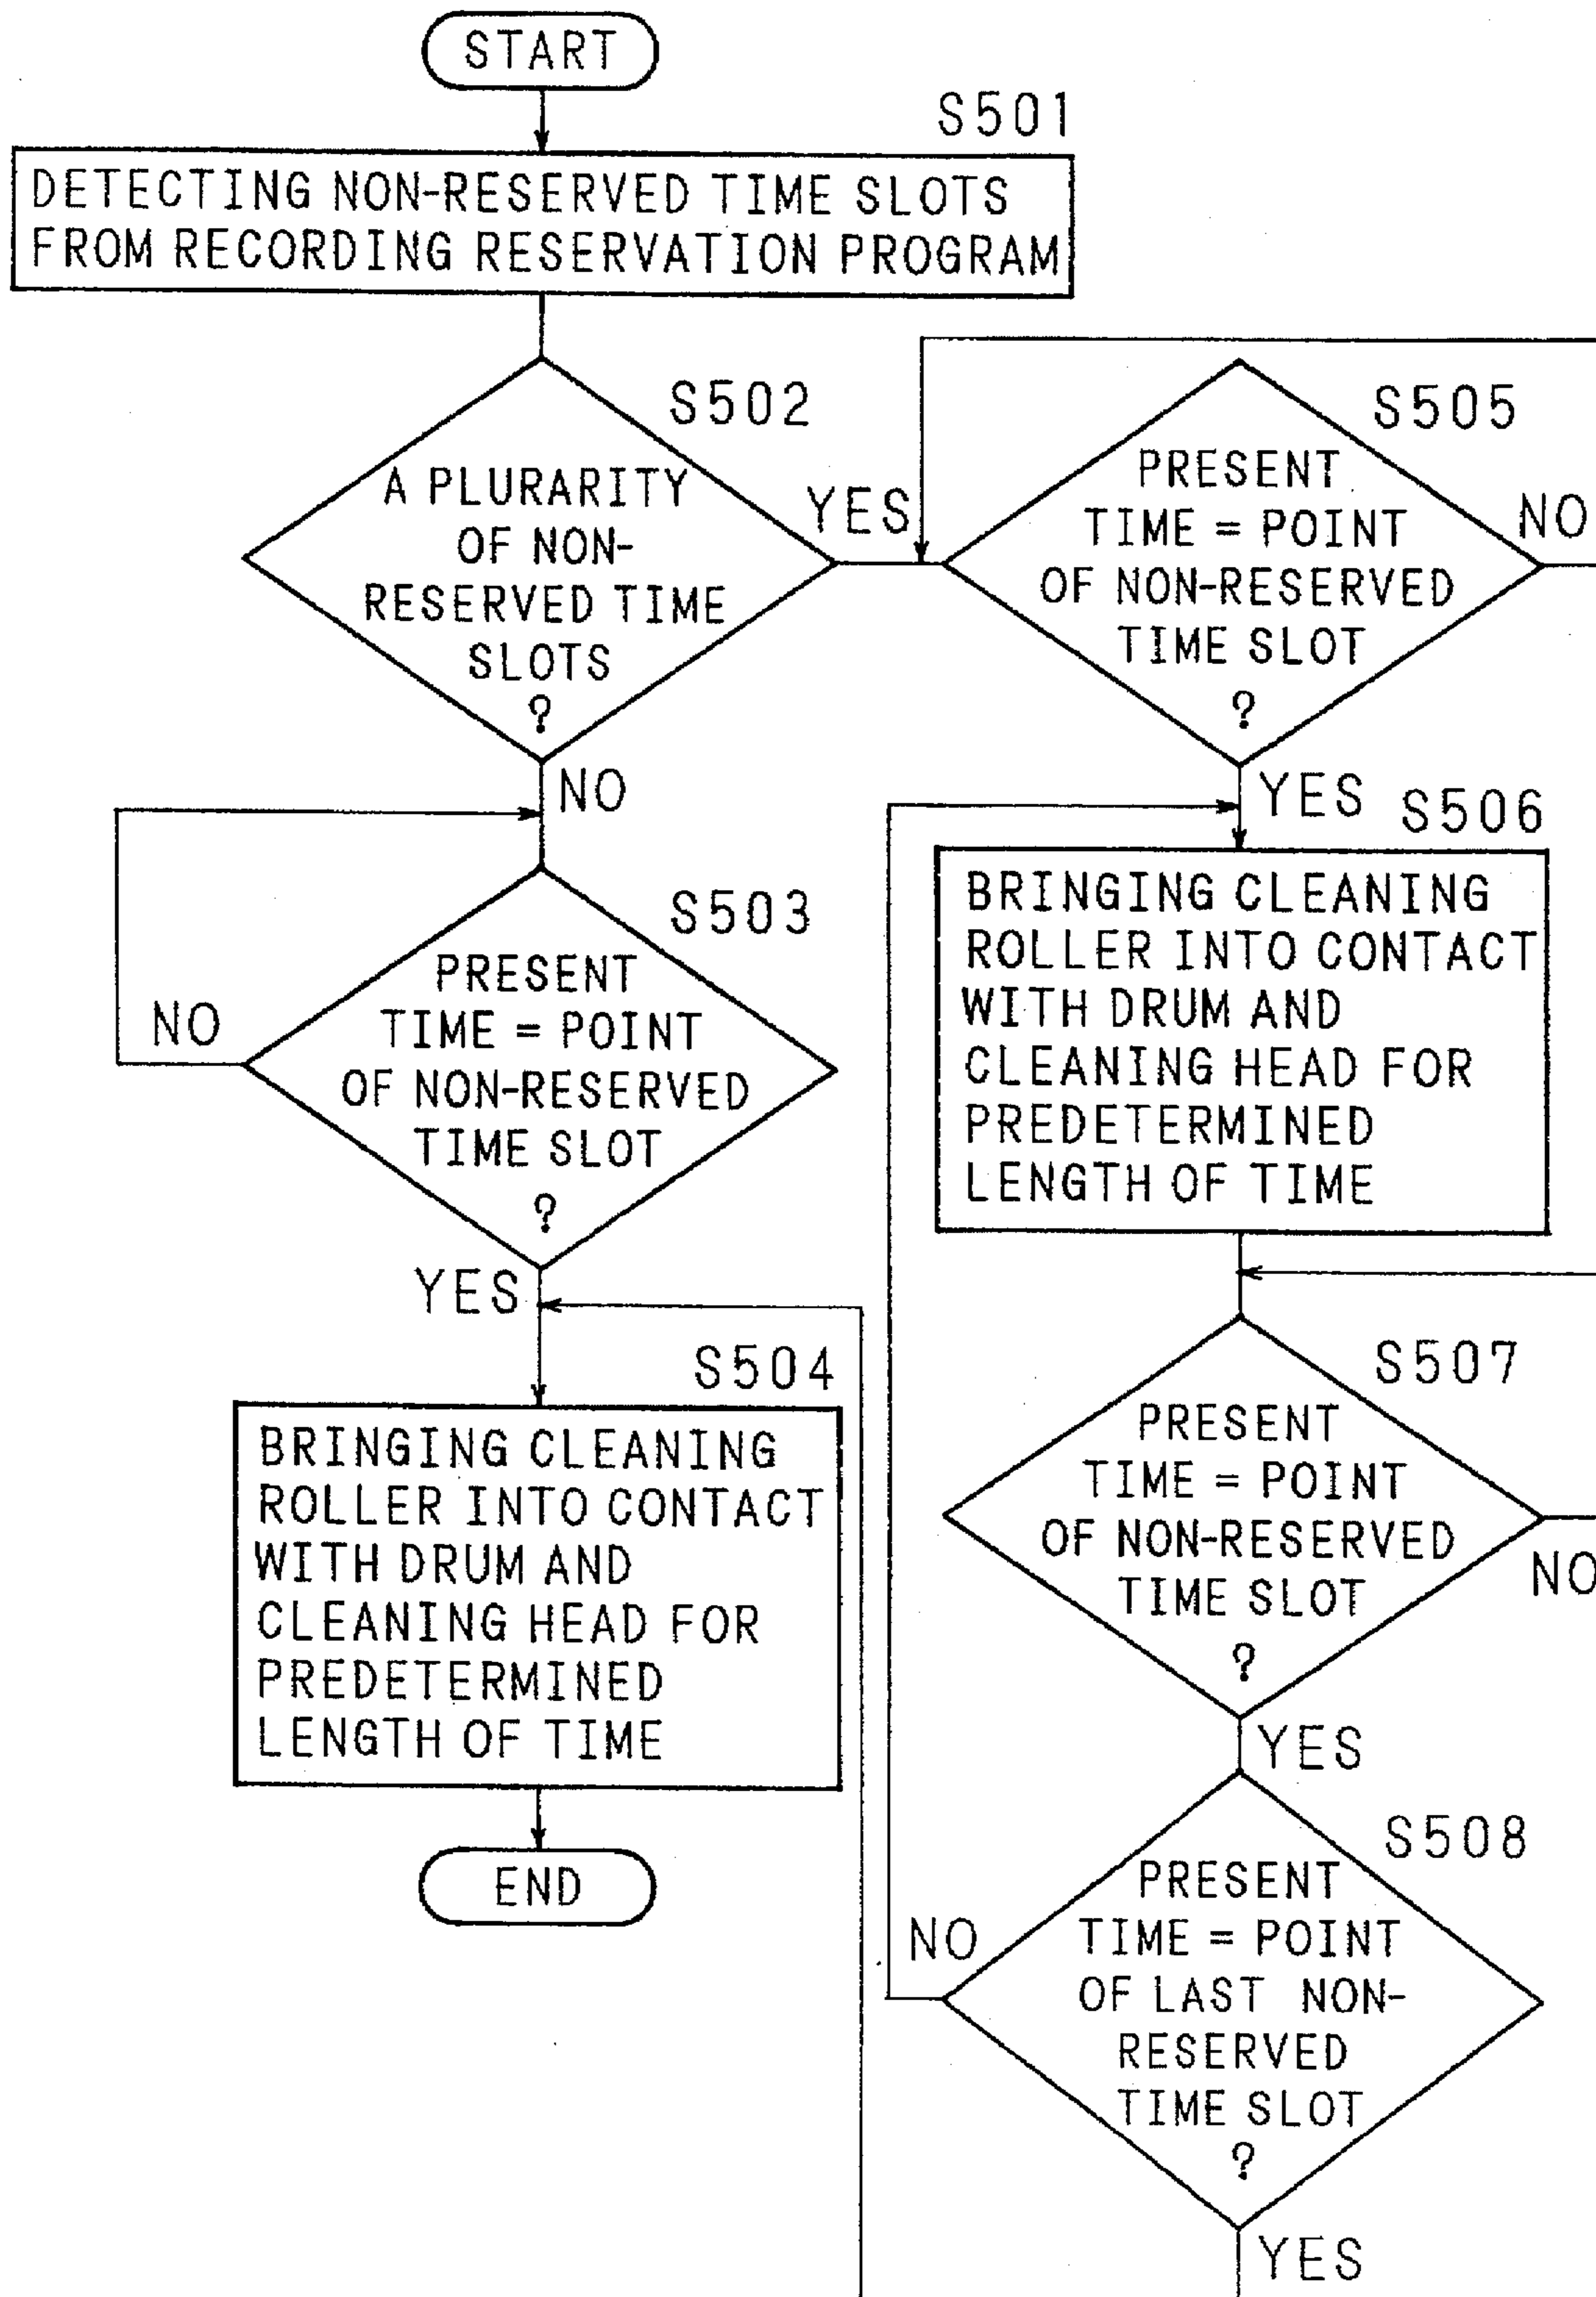 START
S501
DETECTING NON-RESERVED TIME SLOTS
FROM RECORDING RESERVATION PROGRAM
S502
A PLURARITY
OF NON-
RESERVED TIME
SLOTS
?
YES
NO
S503
PRESENT
TIME = POINT
OF NON-RESERVED
TIME SLOT
?
NO
YES
S504
BRINGING CLEANING
ROLLER INTO CONTACT
WITH DRUM AND
CLEANING HEAD FOR
PREDETERMINED
LENGTH OF TIME
END
S505
PRESENT
TIME = POINT
OF NON-RESERVED
TIME SLOT
?
NO
YES
S506
BRINGING CLEANING
ROLLER INTO CONTACT
WITH DRUM AND
CLEANING HEAD FOR
PREDETERMINED
LENGTH OF TIME
S507
PRESENT
TIME = POINT
OF NON-RESERVED
TIME SLOT
?
NO
YES
S508
PRESENT
TIME = POINT
OF LAST NON-
RESERVED
TIME SLOT
?
NO
YES